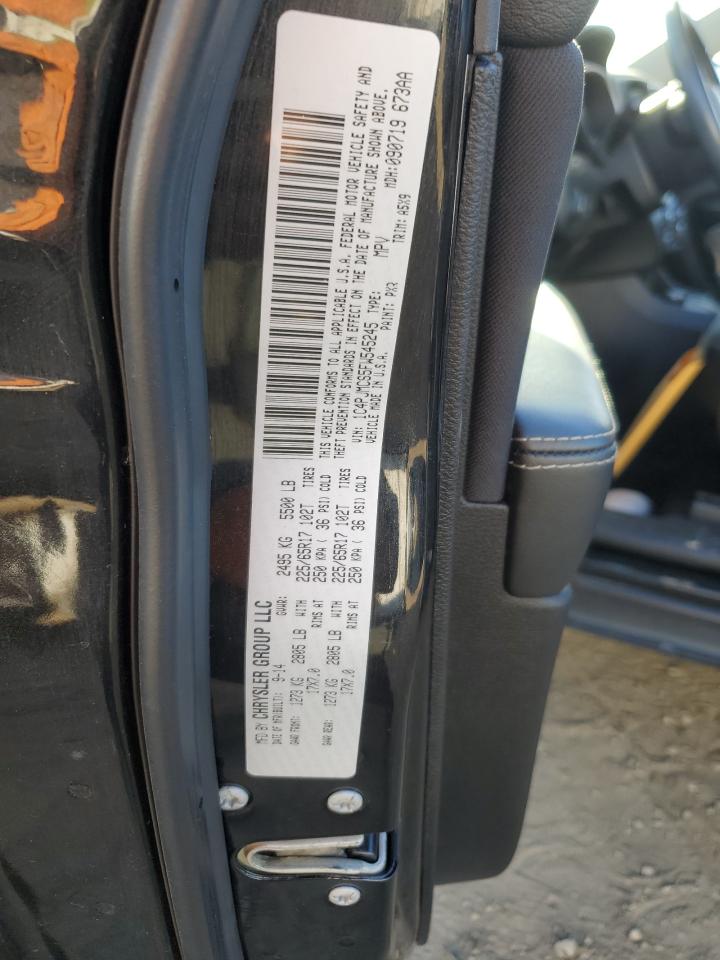 MFD BY CHRYSLER GROUP LLC
DATE OF MFR(BUILT): 9-14 GVWR: 2495 KG 5500 LB
GAWR FRONT: 1273 KG 2805 LB WITH 225/65R17 102T TIRES
17X7.0 RIMS AT 250 KPA ( 36 PSI) COLD
GAWR REAR: 1273 KG 2805 LB WITH 225/65R17 102T TIRES
17X7.0 RIMS AT 250 KPA ( 36 PSI) COLD
THIS VEHICLE CONFORMS TO ALL APPLICABLE U.S.A. FEDERAL MOTOR VEHICLE SAFETY AND
THEFT PREVENTION STANDARDS IN EFFECT ON THE DATE OF MANUFACTURE SHOWN ABOVE.
VIN: 1C4PJMCS5FW545245 TYPE: MPV MDH:090719 673AA
VEHICLE MADE IN U.S.A. PAINT: PX3 TRIM: A5X9